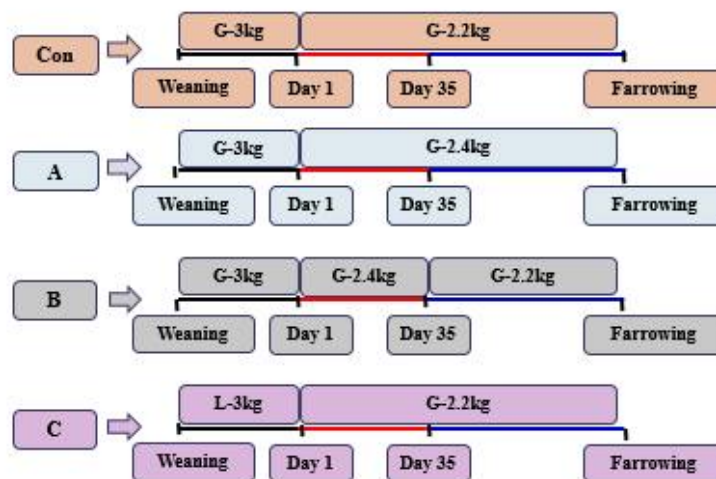 G-3kg G-2.2kg
Con
Weaning Day 1 Day 35 Farrowing
G-3kg G-2.4kg
A
Weaning Day 1 Day 35 Farrowing
G-3kg G-2.4kg G-2.2kg
B
Weaning Day 1 Day 35 Farrowing
L-3kg G-2.2kg
C
Weaning Day 1 Day 35 Farrowing